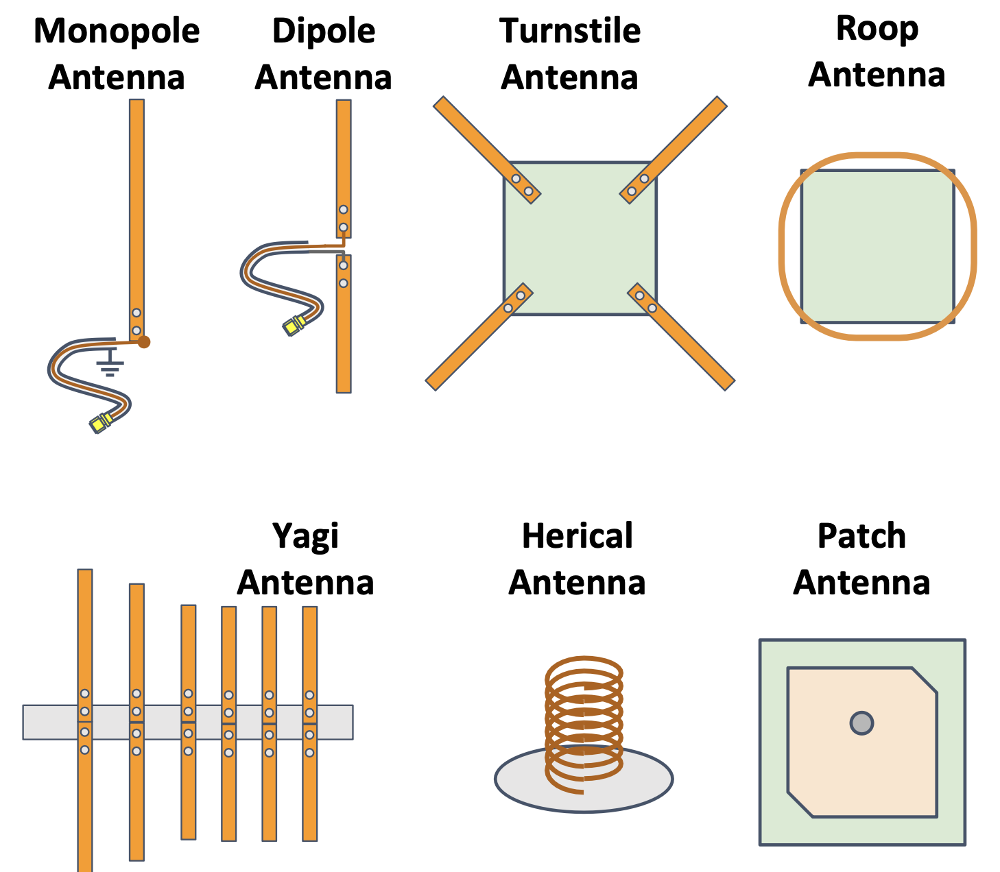 Monopole
Antenna
Dipole
Antenna
Turnstile
Antenna
Roop
Antenna
Yagi
Antenna
Herical
Antenna
Patch
Antenna